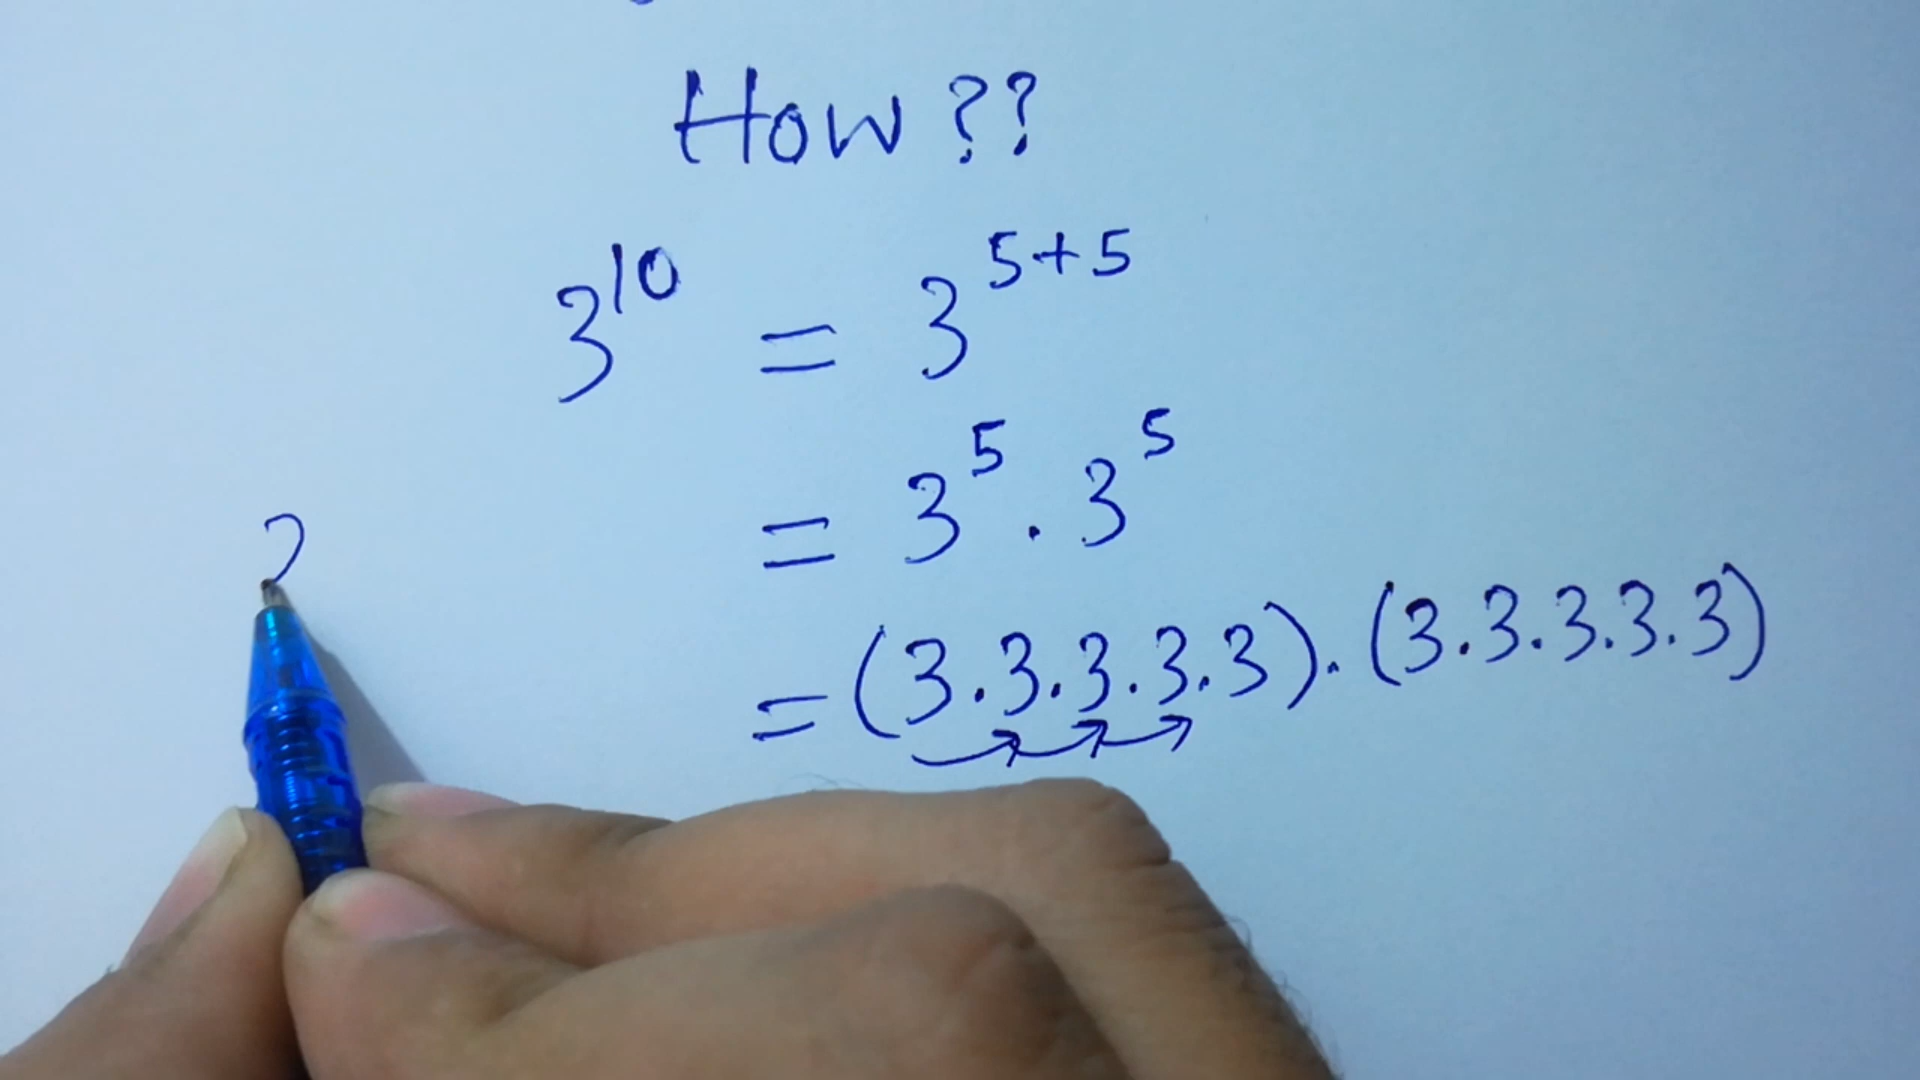 How ??
3^10 = 3^5+5
= 3^5 . 3^5
= (3.3.3.3.3).(3.3.3.3.3)